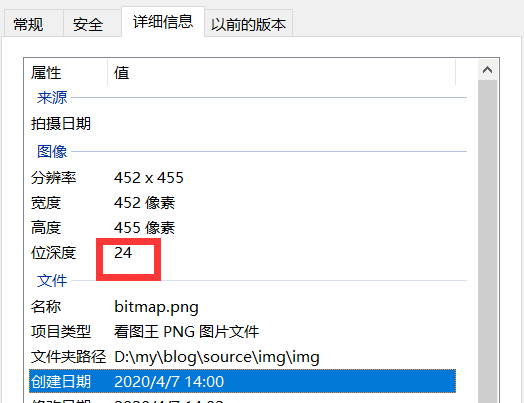 常规 安全 详细信息 以前的版本
属性 值
来源
拍摄日期
图像
分辨率 452 x 455
宽度 452 像素
高度 455 像素
位深度 24
文件
名称 bitmap.png
项目类型 看图王 PNG 图片文件
文件夹路径 D:\my\blog\source\img\img
创建日期 2020/4/7 14:00